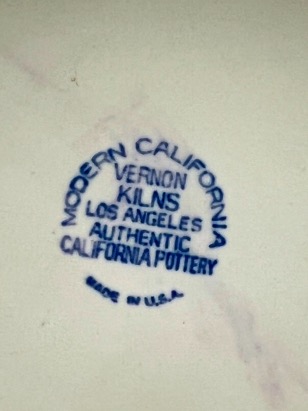 MODERN CALIFORNIA
VERNON
KILNS
LOS ANGELES
AUTHENTIC
CALIFORNIA POTTERY
MADE IN U.S.A.